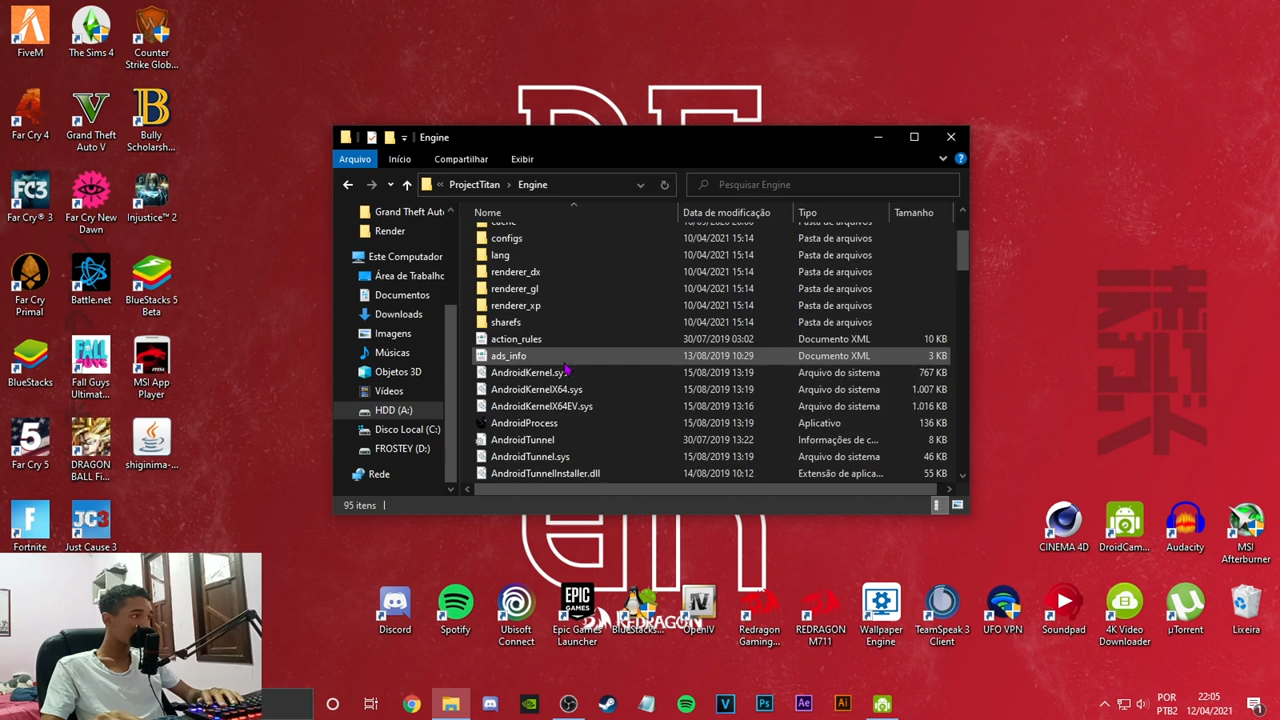 FiveM
The Sims 4
Counter
Strike Glob...
Far Cry 4
Grand Theft
Auto V
Bully
Scholarsh...
Far Cry® 3
Far Cry New
Dawn
Injustice™ 2
Far Cry
Primal
Battle.net
BlueStacks 5
Beta
BlueStacks
Fall Guys
Ultimat...
MSI App
Player
Far Cry 5
DRAGON
BALL Fi...
shiginima-...
Fortnite
Just Cause 3
Engine
Arquivo
Início
Compartilhar
Exibir
ProjectTitan
Engine
Pesquisar Engine
Nome
Data de modificação
Tipo
Tamanho
Grand Theft Auto
Render
Este Computador
Área de Trabalho
Documentos
Downloads
Imagens
Músicas
Objetos 3D
Vídeos
HDD (A:)
Disco Local (C:)
FROSTEY (D:)
Rede
configs 10/04/2021 15:14 Pasta de arquivos
lang 10/04/2021 15:14 Pasta de arquivos
renderer_dx 10/04/2021 15:14 Pasta de arquivos
renderer_gl 10/04/2021 15:14 Pasta de arquivos
renderer_xp 10/04/2021 15:14 Pasta de arquivos
sharefs 10/04/2021 15:14 Pasta de arquivos
action_rules 30/07/2019 03:02 Documento XML 10 KB
ads_info 13/08/2019 10:29 Documento XML 3 KB
AndroidKernel.sys 15/08/2019 13:19 Arquivo do sistema 767 KB
AndroidKernelX64.sys 15/08/2019 13:19 Arquivo do sistema 1.007 KB
AndroidKernelX64EV.sys 15/08/2019 13:16 Arquivo do sistema 1.016 KB
AndroidProcess 15/08/2019 13:19 Aplicativo 136 KB
AndroidTunnel 30/07/2019 13:22 Informações de c... 8 KB
AndroidTunnel.sys 15/08/2019 13:19 Arquivo do sistema 46 KB
AndroidTunnelInstaller.dll 14/08/2019 10:12 Extensão de aplica... 55 KB
95 itens
CINEMA 4D
DroidCam...
Audacity
MSI
Afterburner
Discord
Spotify
Ubisoft
Connect
Epic Games
Launcher
BlueStacks...
OpenIV
Redragon
Gaming...
REDRAGON
M711
Wallpaper
Engine
TeamSpeak 3
Client
UFO VPN
Soundpad
4K Video
Downloader
µTorrent
Lixeira
REDRAGON
POR
PTB2
22:05
12/04/2021